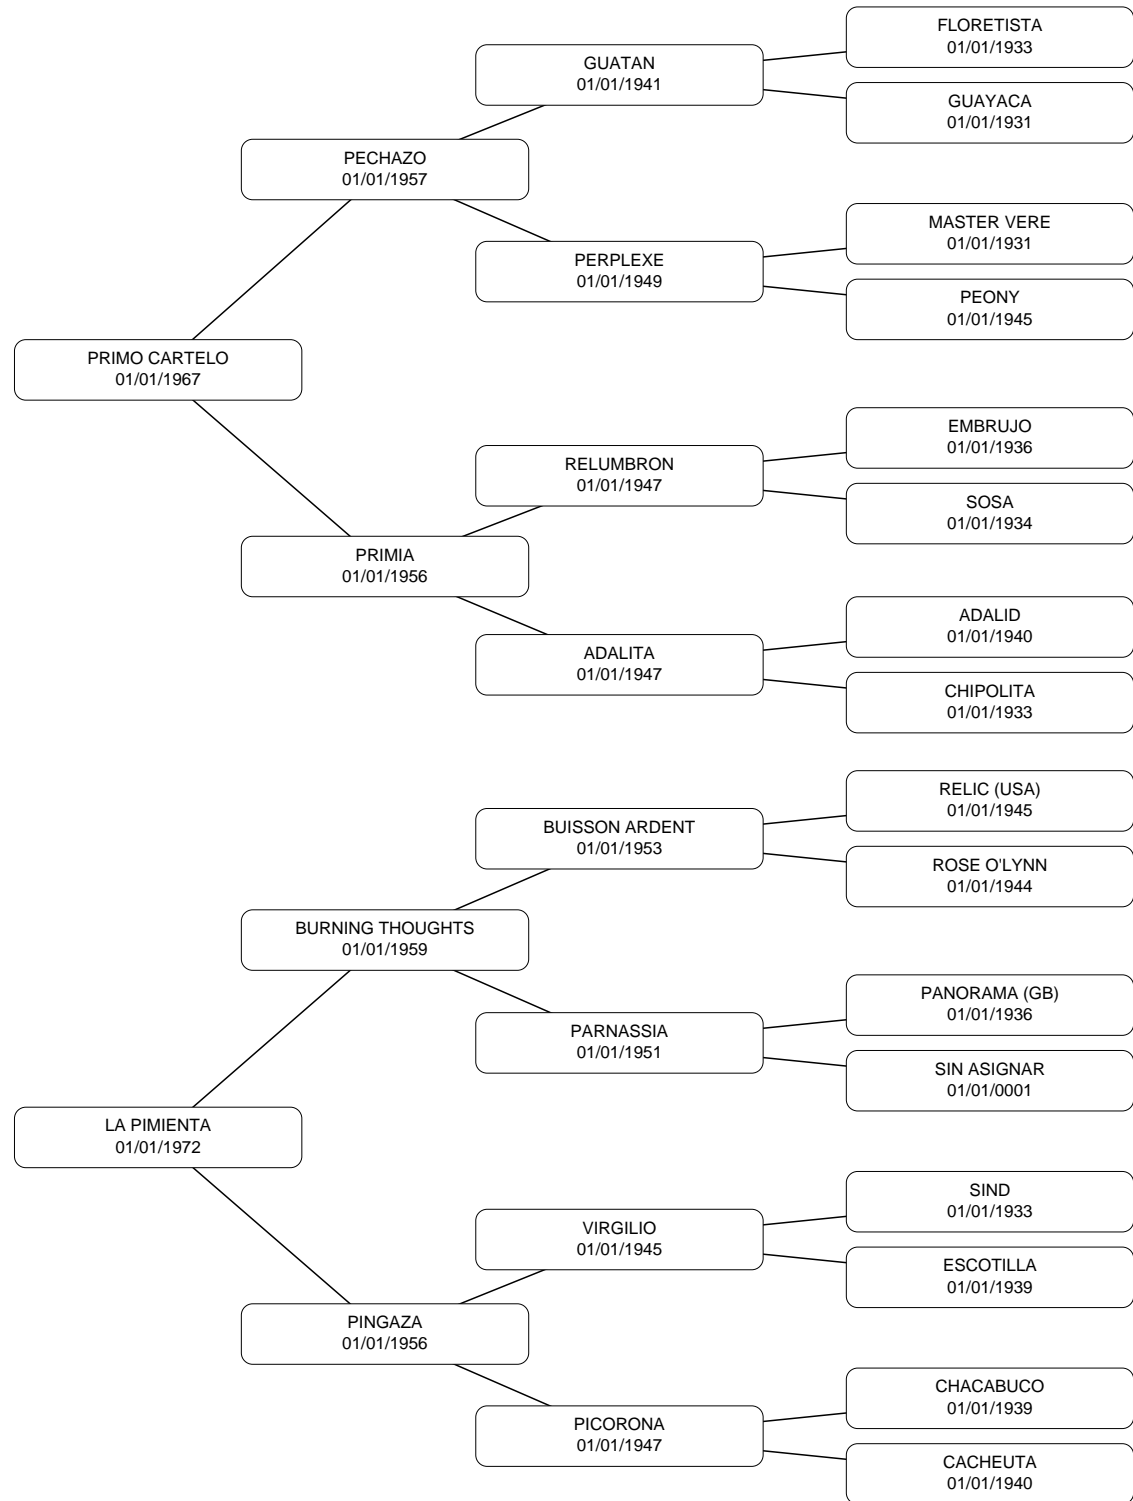 FLORETISTA
01/01/1933
GUATAN
01/01/1941
GUAYACA
01/01/1931
PECHAZO
01/01/1957
MASTER VERE
01/01/1931
PERPLEXE
01/01/1949
PEONY
01/01/1945
PRIMO CARTELO
01/01/1967
EMBRUJO
01/01/1936
RELUMBRON
01/01/1947
SOSA
01/01/1934
PRIMIA
01/01/1956
ADALID
01/01/1940
ADALITA
01/01/1947
CHIPOLITA
01/01/1933
RELIC (USA)
01/01/1945
BUISSON ARDENT
01/01/1953
ROSE O'LYNN
01/01/1944
BURNING THOUGHTS
01/01/1959
PANORAMA (GB)
01/01/1936
PARNASSIA
01/01/1951
SIN ASIGNAR
01/01/0001
LA PIMIENTA
01/01/1972
SIND
01/01/1933
VIRGILIO
01/01/1945
ESCOTILLA
01/01/1939
PINGAZA
01/01/1956
CHACABUCO
01/01/1939
PICORONA
01/01/1947
CACHEUTA
01/01/1940